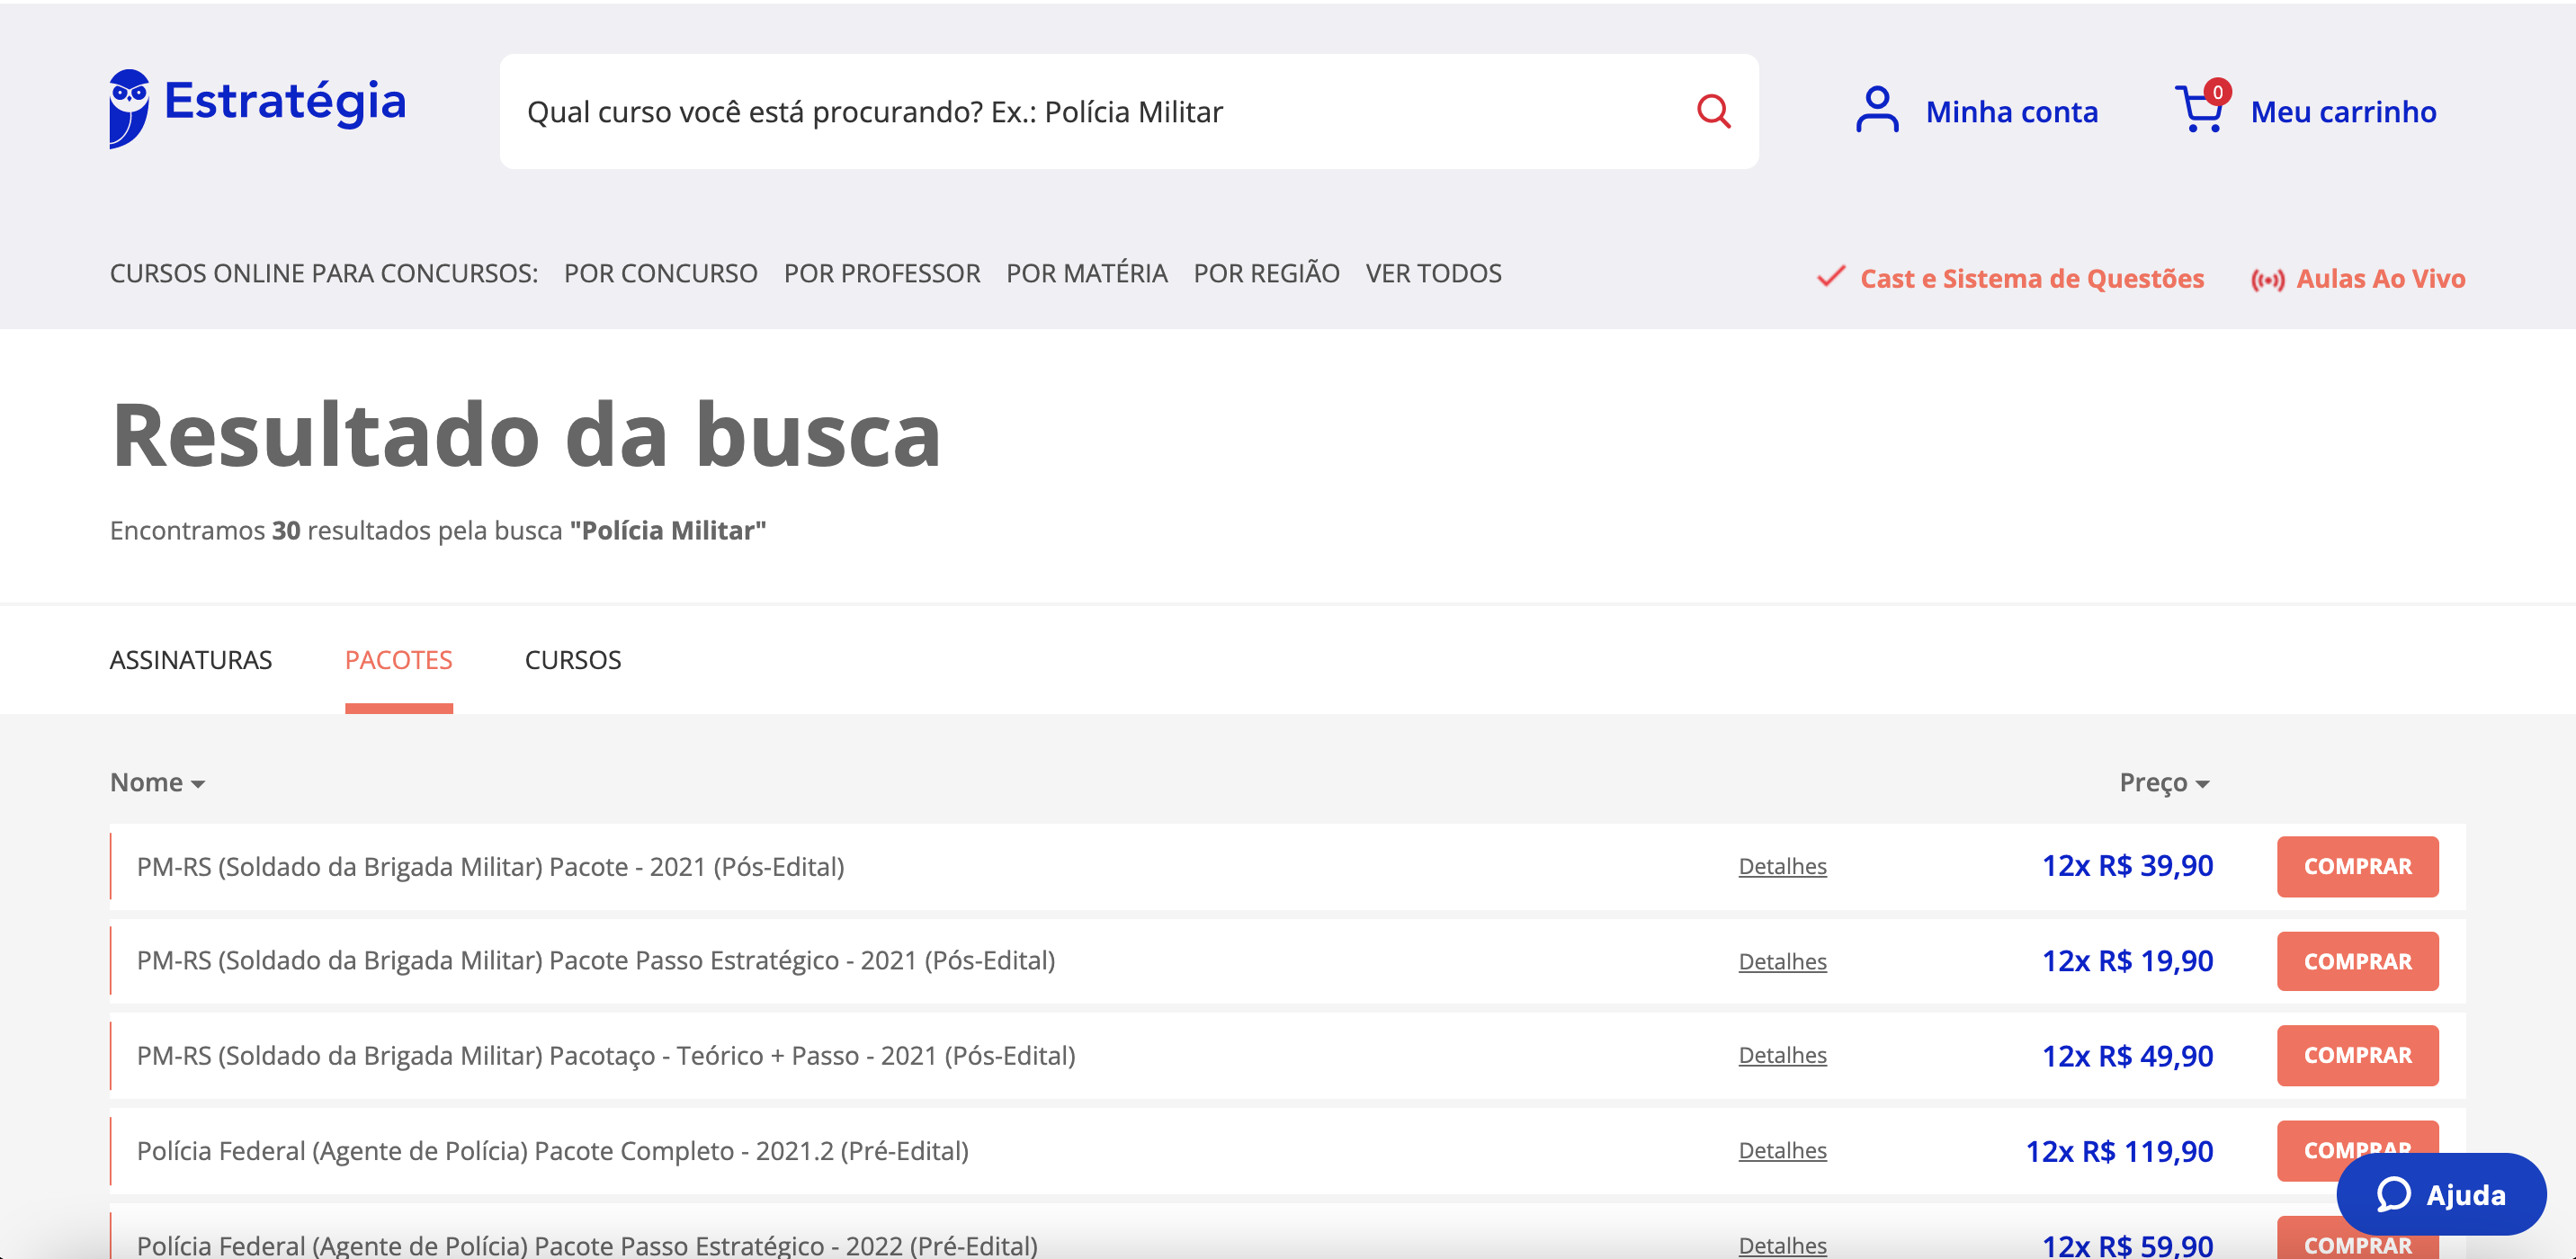 Estratégia
Qual curso você está procurando? Ex.: Polícia Militar
Minha conta
0
Meu carrinho
CURSOS ONLINE PARA CONCURSOS: POR CONCURSO POR PROFESSOR POR MATÉRIA POR REGIÃO VER TODOS
Cast e Sistema de Questões
Aulas Ao Vivo
Resultado da busca
Encontramos 30 resultados pela busca "Polícia Militar"
ASSINATURAS PACOTES CURSOS
Nome Preço
PM-RS (Soldado da Brigada Militar) Pacote - 2021 (Pós-Edital) Detalhes 12x R$ 39,90 COMPRAR
PM-RS (Soldado da Brigada Militar) Pacote Passo Estratégico - 2021 (Pós-Edital) Detalhes 12x R$ 19,90 COMPRAR
PM-RS (Soldado da Brigada Militar) Pacotaço - Teórico + Passo - 2021 (Pós-Edital) Detalhes 12x R$ 49,90 COMPRAR
Polícia Federal (Agente de Polícia) Pacote Completo - 2021.2 (Pré-Edital) Detalhes 12x R$ 119,90 COMPRAR
Ajuda
Polícia Federal (Agente de Polícia) Pacote Passo Estratégico - 2022 (Pré-Edital) Detalhes 12x R$ 59,90 COMPRAR